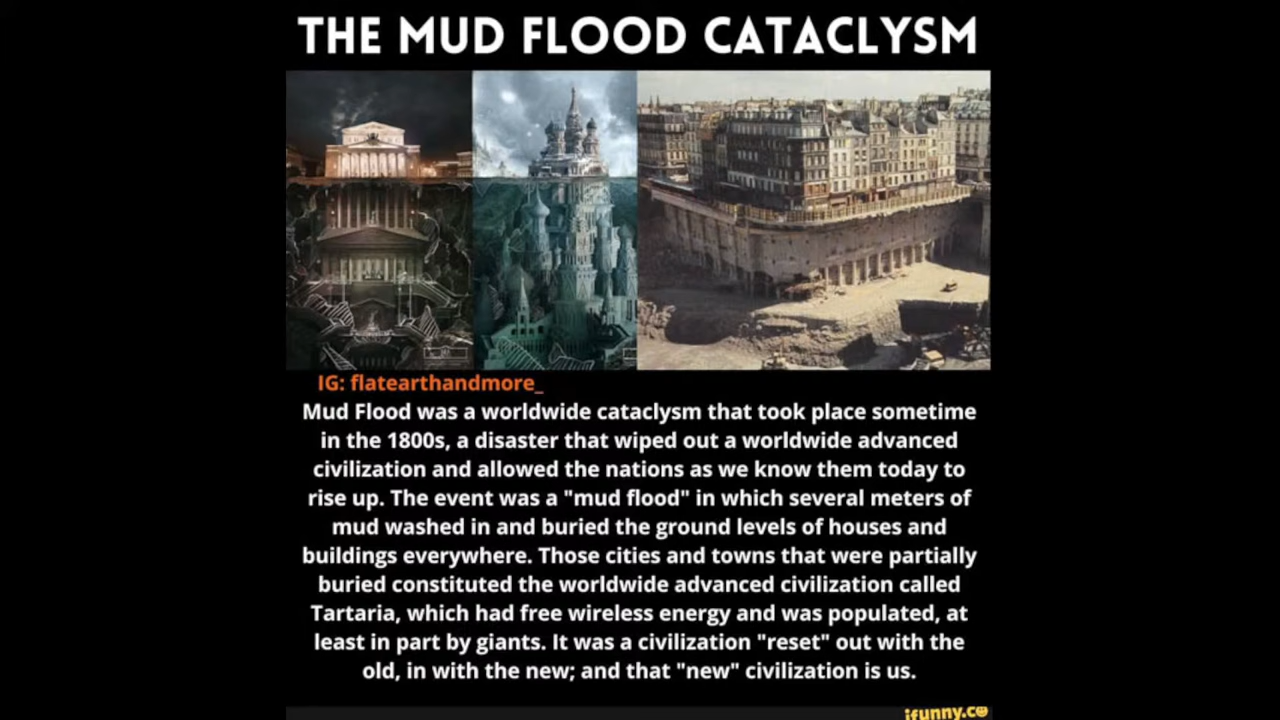 THE MUD FLOOD CATACLYSM
IG: flatearthandmore_
Mud Flood was a worldwide cataclysm that took place sometime
in the 1800s, a disaster that wiped out a worldwide advanced
civilization and allowed the nations as we know them today to
rise up. The event was a "mud flood" in which several meters of
mud washed in and buried the ground levels of houses and
buildings everywhere. Those cities and towns that were partially
buried constituted the worldwide advanced civilization called
Tartaria, which had free wireless energy and was populated, at
least in part by giants. It was a civilization "reset" out with the
old, in with the new; and that "new" civilization is us.
ifunny.co